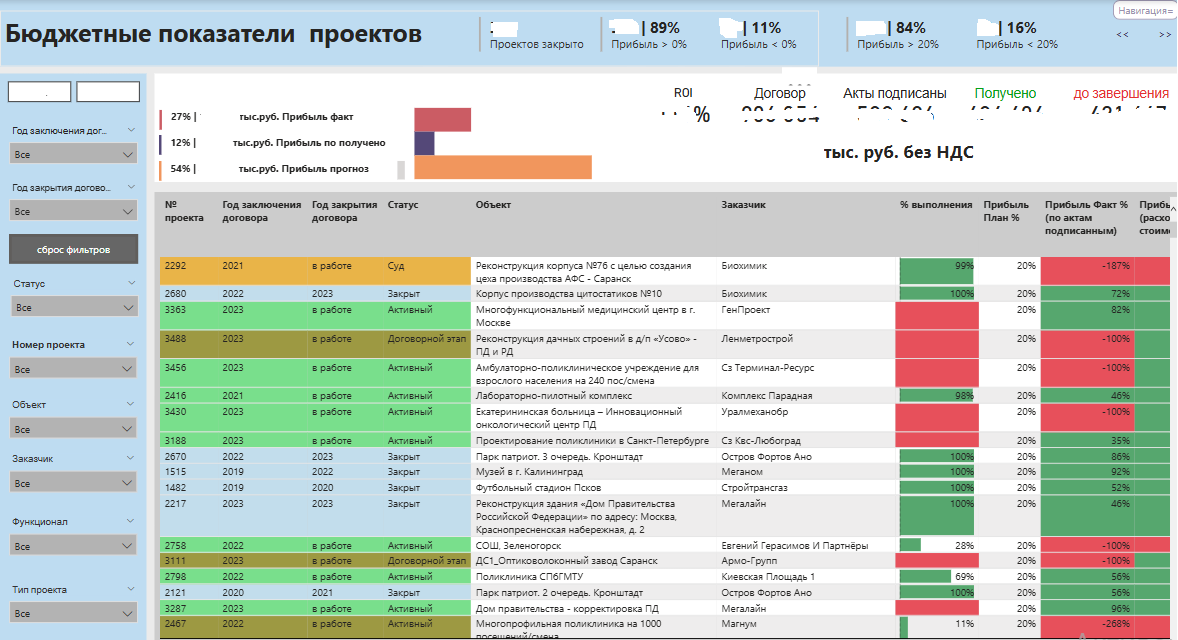 Навигация=
Бюджетные показатели проектов
Проектов закрыто
| 89%
Прибыль > 0%
| 11%
Прибыль < 0%
| 84%
Прибыль > 20%
| 16%
Прибыль < 20%
<< >>
ROI Договор Акты подписаны Получено до завершения
%
тыс. руб. без НДС
27% | тыс.руб. Прибыль факт
12% | тыс.руб. Прибыль по получено
54% | тыс.руб. Прибыль прогноз
Год заключения дог...
Все
Год закрытия догово...
Все
сброс фильтров
Статус
Все
Номер проекта
Все
Объект
Все
Заказчик
Все
Функционал
Все
Тип проекта
Все
№ проекта Год заключения договора Год закрытия договора Статус Объект Заказчик % выполнения Прибыль План % Прибыль Факт % (по актам подписанным)
2292 2021 в работе Суд Реконструкция корпуса №76 с целью создания Биохимик 99% 20% -187%
цеха производства АФС - Саранск
2680 2022 2023 Закрыт Корпус производства цитостатиков №10 Биохимик 100% 20% 72%
3363 2023 в работе Активный Многофункциональный медицинский центр в г. ГенПроект 20% 82%
Москве
3488 2023 в работе Договорной этап Реконструкция дачных строений в д/п «Усово» - Ленметрострой 20% -100%
ПД и РД
3456 2023 в работе Активный Амбулаторно-поликлиническое учреждение для Сз Терминал-Ресурс 20% -100%
взрослого населения на 240 пос/смена
2416 2021 в работе Активный Лабораторно-пилотный комплекс Комплекс Парадная 98% 20% 46%
3430 2023 в работе Активный Екатерининская больница – Инновационный Уралмеханобр 20% -100%
онкологический центр ПД
3188 2023 в работе Активный Проектирование поликлиники в Санкт-Петербурге Сз Квс-Любоград 20% 35%
2670 2022 2023 Закрыт Парк патриот. 3 очередь. Кронштадт Остров Фортов Ано 100% 20% 86%
1515 2019 2022 Закрыт Музей в г. Калининград Меганом 100% 20% 92%
1482 2019 2020 Закрыт Футбольный стадион Псков Стройтрансгаз 100% 20% 52%
2217 2023 2023 Закрыт Реконструкция здания «Дом Правительства Мегалайн 100% 20% 46%
Российской Федерации» по адресу: Москва,
Краснопресненская набережная, д. 2
2758 2022 в работе Активный СОШ, Зеленогорск Евгений Герасимов И Партнёры 28% 20% -100%
3111 2023 в работе Договорной этап ДС1_Оптиковолоконный завод Саранск Армо-Групп 20% -100%
2798 2022 в работе Активный Поликлиника СПбГМТУ Киевская Площадь 1 69% 20% 56%
2121 2020 2021 Закрыт Парк патриот. 2 очередь. Кронштадт Остров Фортов Ано 100% 20% 56%
3287 2023 в работе Активный Дом правительства - корректировка ПД Мегалайн 20% 96%
2467 2022 в работе Активный Многопрофильная поликлиника на 1000 Магнум 11% 20% -268%
посещений/смена